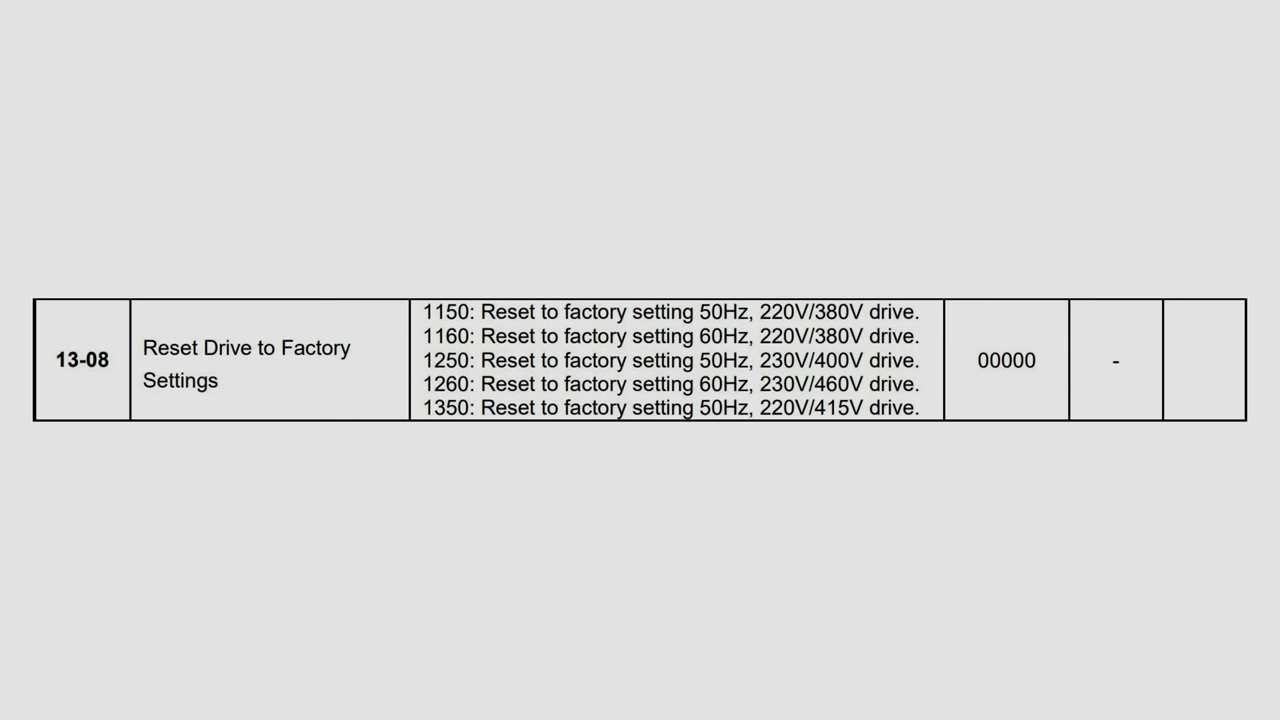 13-08
Reset Drive to Factory
Settings
1150: Reset to factory setting 50Hz, 220V/380V drive.
1160: Reset to factory setting 60Hz, 220V/380V drive.
1250: Reset to factory setting 50Hz, 230V/400V drive.
1260: Reset to factory setting 60Hz, 230V/460V drive.
1350: Reset to factory setting 50Hz, 220V/415V drive.
00000
-